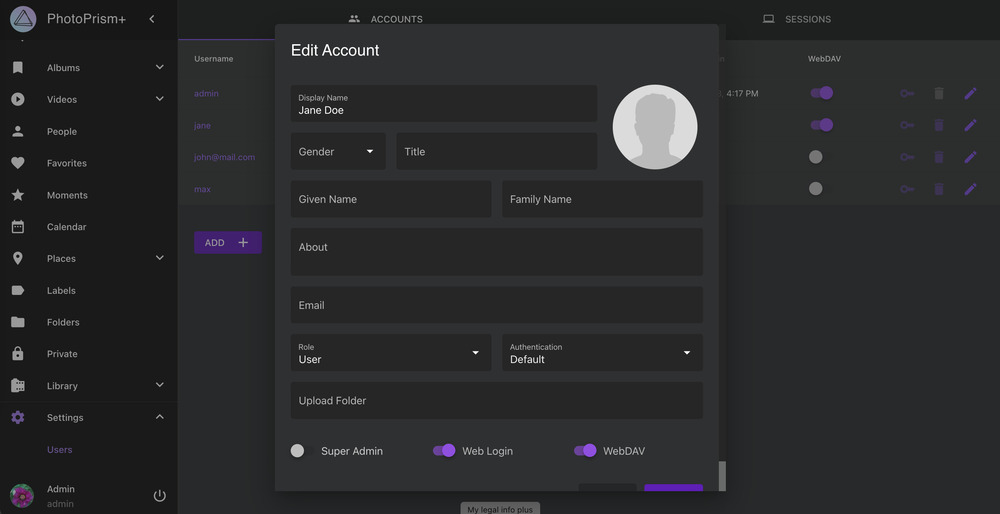 PhotoPrism+
Albums
Videos
People
Favorites
Moments
Calendar
Places
Labels
Folders
Private
Library
Settings
Users
Admin
admin
ACCOUNTS
SESSIONS
Username
WebDAV
admin
4:17 PM
jane
john@mail.com
max
ADD
Edit Account
Display Name
Jane Doe
Gender
Title
Given Name
Family Name
About
Email
Role
User
Authentication
Default
Upload Folder
Super Admin
Web Login
WebDAV
My legal info plus